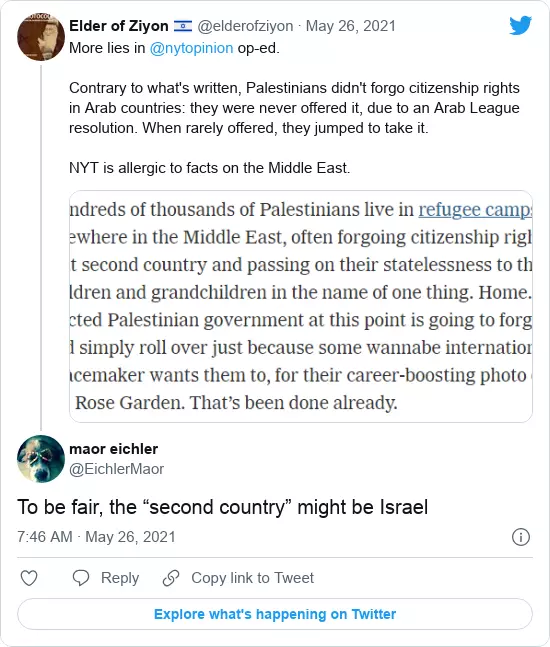 Elder of Ziyon 🇮🇱 @elderofziyon · May 26, 2021
More lies in @nytopinion op-ed.
Contrary to what's written, Palestinians didn't forgo citizenship rights
in Arab countries: they were never offered it, due to an Arab League
resolution. When rarely offered, they jumped to take it.
NYT is allergic to facts on the Middle East.
ndreds of thousands of Palestinians live in refugee camp
ewhere in the Middle East, often forgoing citizenship righ
t second country and passing on their statelessness to th
ldren and grandchildren in the name of one thing. Home.
cted Palestinian government at this point is going to forg
simply roll over just because some wannabe internation
acemaker wants them to, for their career-boosting photo
Rose Garden. That’s been done already.
maor eichler
@EichlerMaor
To be fair, the “second country” might be Israel
7:46 AM · May 26, 2021
Reply
Copy link to Tweet
Explore what's happening on Twitter